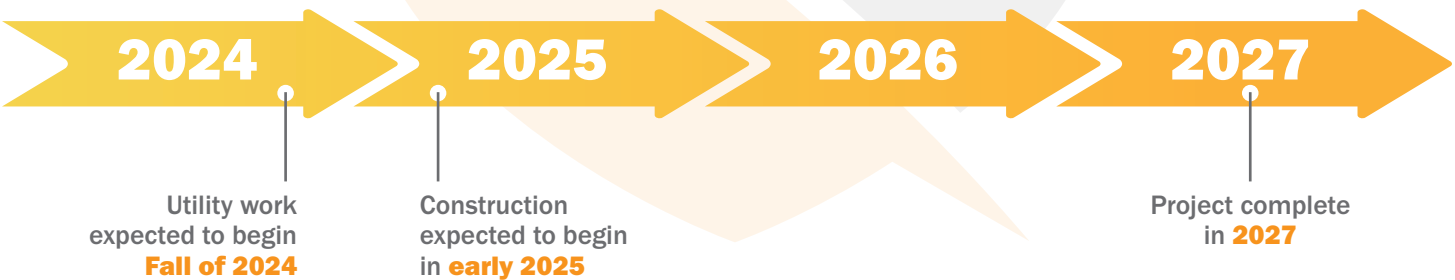 2024
2025
2026
2027
Utility work
expected to begin
Fall of 2024
Construction
expected to begin
in early 2025
Project complete
in 2027